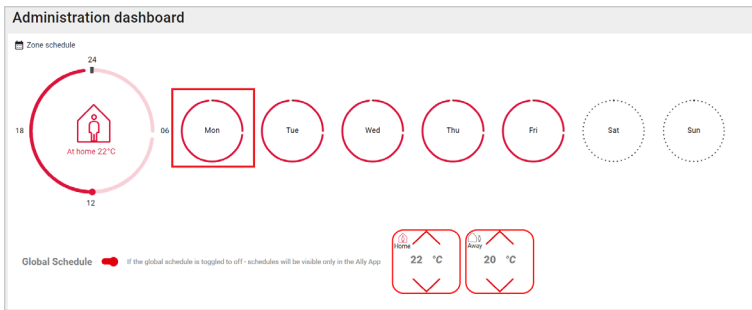 Administration dashboard
Zone schedule
24
18
06
At home 22°C
12
Mon
Tue
Wed
Thu
Fri
Sat
Sun
Home
22 °C
Away
20 °C
Global Schedule
If the global schedule is toggled to off - schedules will be visible only in the Ally App